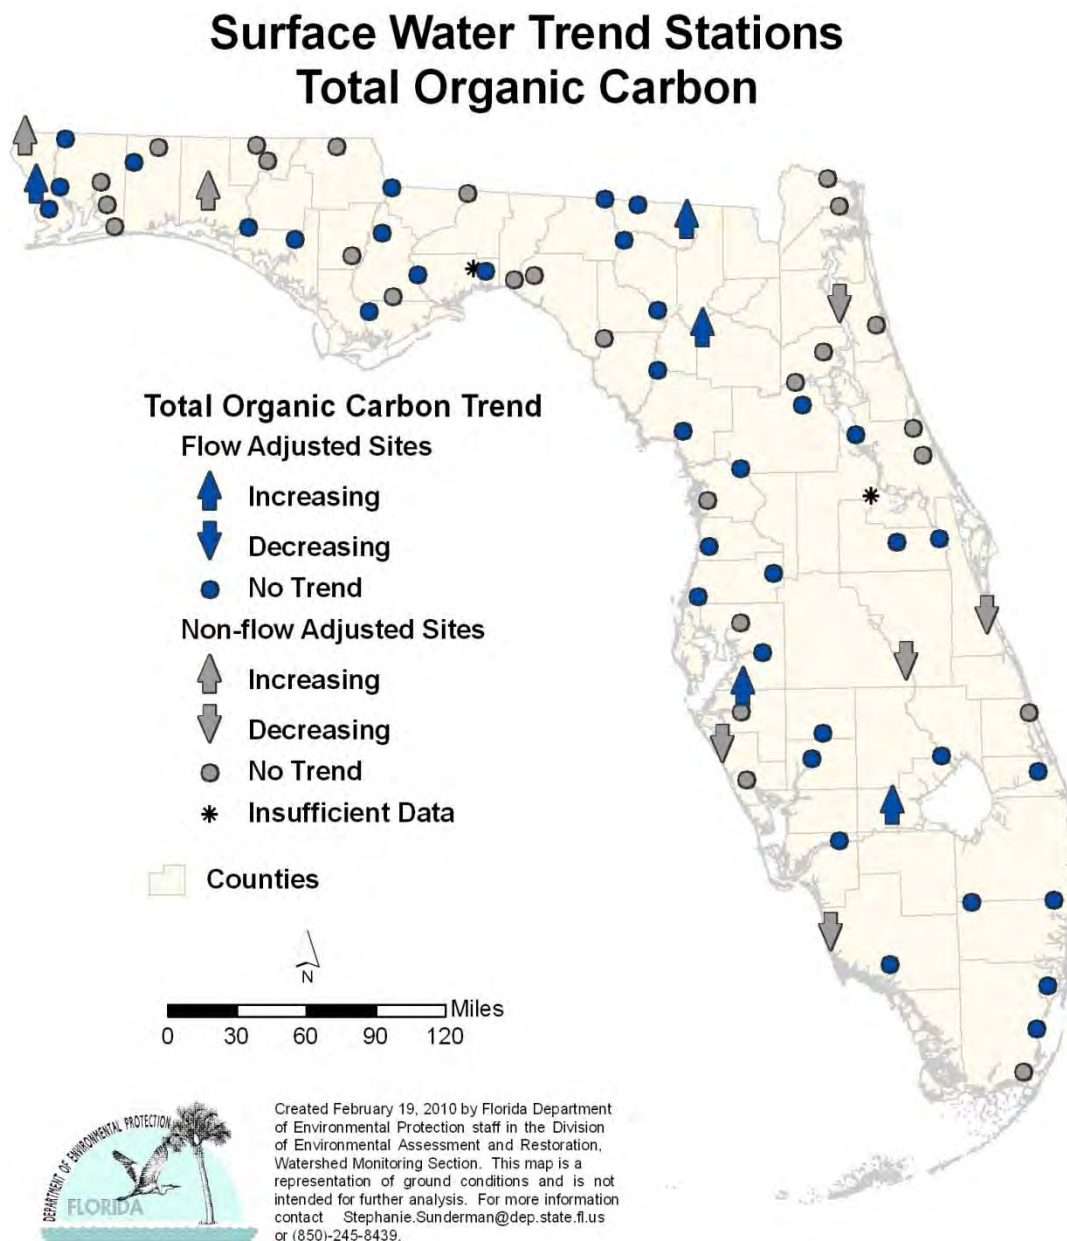 Surface Water Trend Stations
Total Organic Carbon
Total Organic Carbon Trend
Flow Adjusted Sites
Increasing
Decreasing
No Trend
Non-flow Adjusted Sites
Increasing
Decreasing
No Trend
Insufficient Data
Counties
N
Miles
0 30 60 90 120
DEPARTMENT OF ENVIRONMENTAL PROTECTION
FLORIDA
Created February 19, 2010 by Florida Department
of Environmental Protection staff in the Division
of Environmental Assessment and Restoration,
Watershed Monitoring Section. This map is a
representation of ground conditions and is not
intended for further analysis. For more information
contact Stephanie.Sunderman@dep.state.fl.us
or (850)-245-8439.